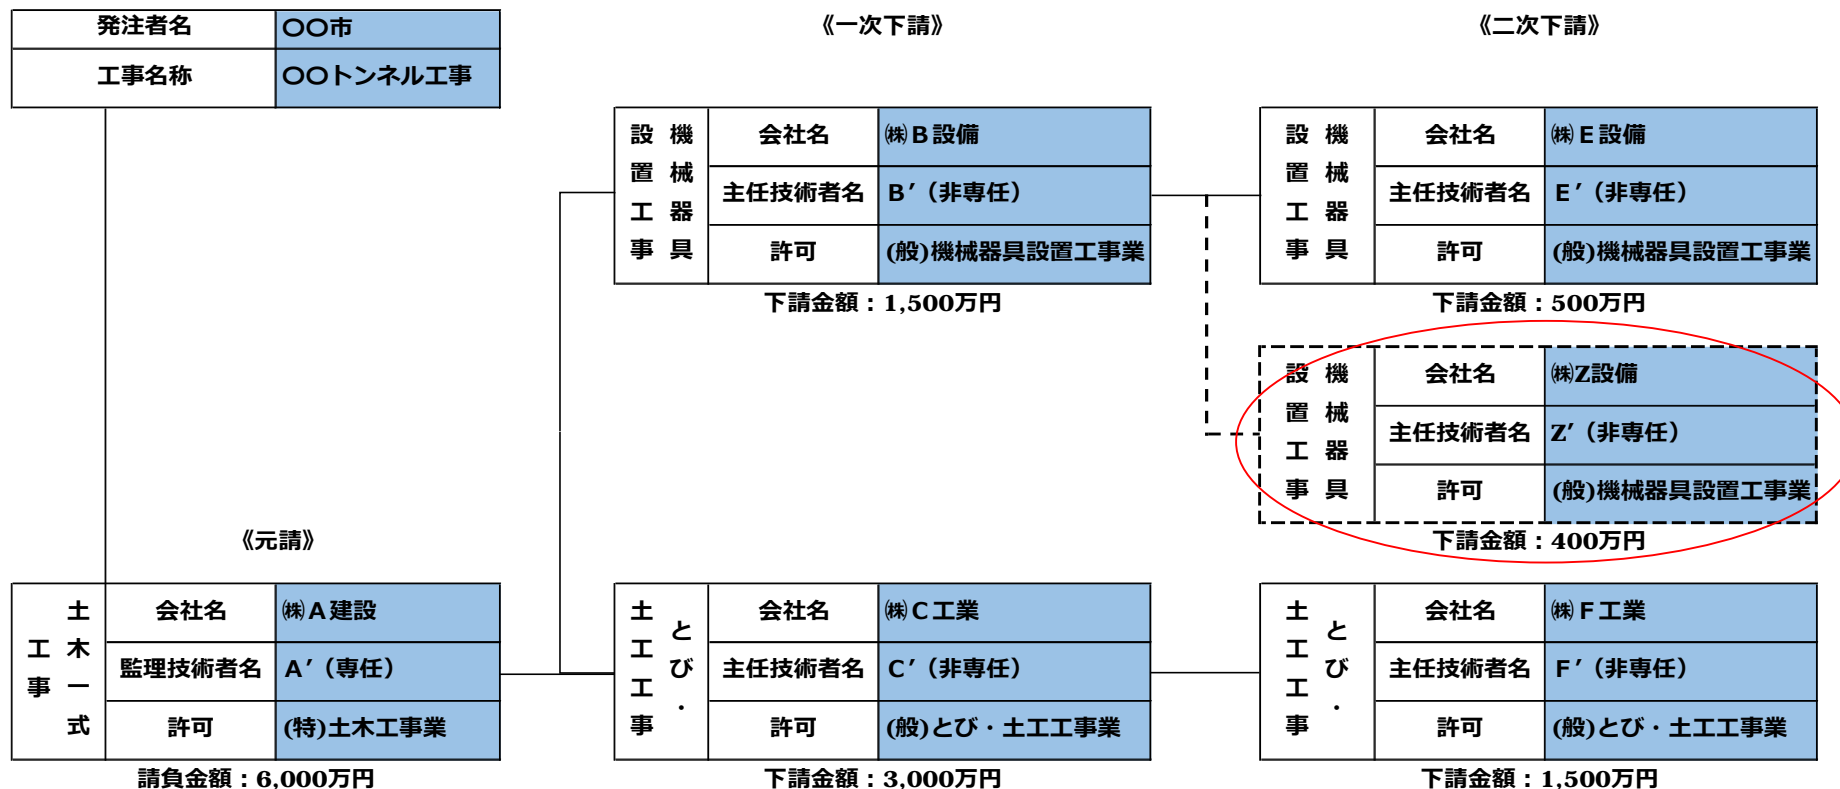 発注者名 〇〇市
工事名称 〇〇トンネル工事
《一次下請》
《二次下請》
機械器具設置工事
会社名 ㈱B設備
主任技術者名 B′（非専任）
許可 (般)機械器具設置工事業
下請金額：1,500万円
機械器具設置工事
会社名 ㈱E設備
主任技術者名 E′（非専任）
許可 (般)機械器具設置工事業
下請金額：500万円
機械器具設置工事
会社名 ㈱Z設備
主任技術者名 Z′（非専任）
許可 (般)機械器具設置工事業
下請金額：400万円
《元請》
土木一式工事
会社名 ㈱A建設
監理技術者名 A′（専任）
許可 (特)土木工事業
請負金額：6,000万円
とび・土工工事
会社名 ㈱C工業
主任技術者名 C′（非専任）
許可 (般)とび・土工工事業
下請金額：3,000万円
とび・土工工事
会社名 ㈱F工業
主任技術者名 F′（非専任）
許可 (般)とび・土工工事業
下請金額：1,500万円